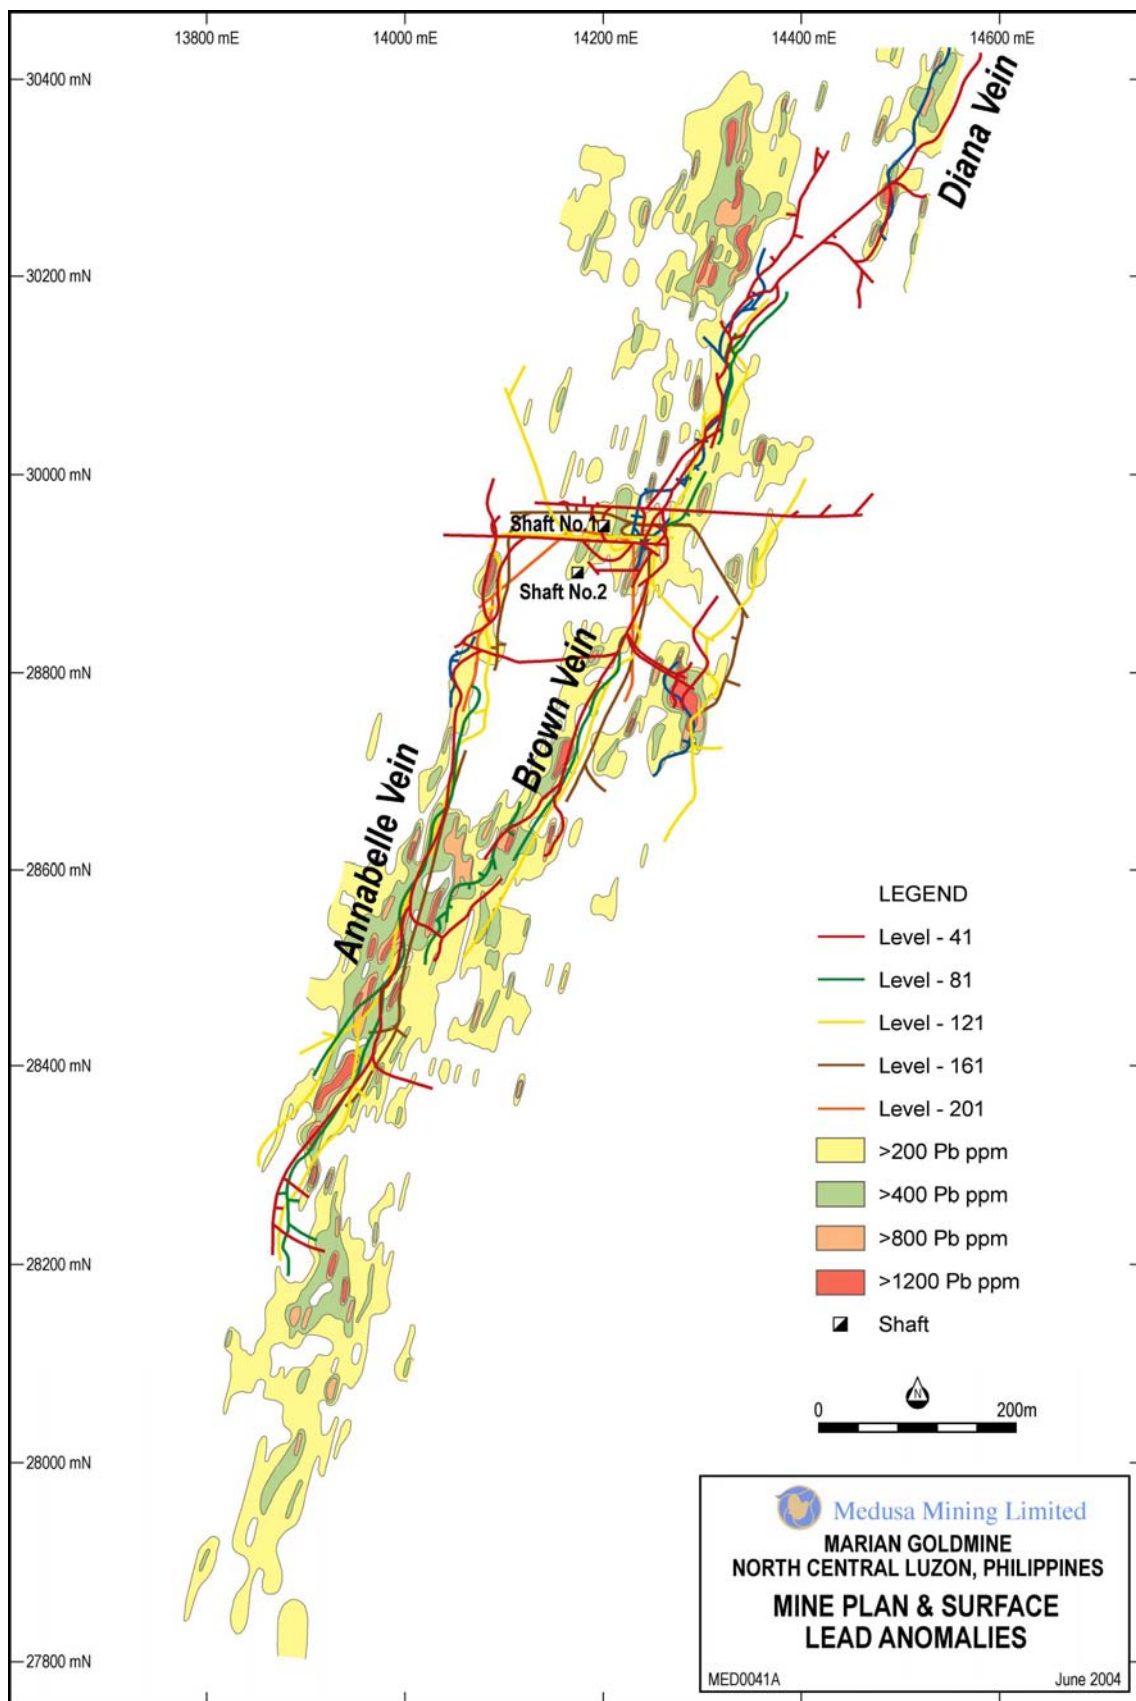 13800 mE 14000 mE 14200 mE 14400 mE 14600 mE
30400 mN
Diana Vein
30200 mN
30000 mN
Shaft No.1
Shaft No.2
28800 mN
Brown Vein
Annabelle Vein
28600 mN
LEGEND
Level - 41
Level - 81
Level - 121
28400 mN
Level - 161
Level - 201
>200 Pb ppm
>400 Pb ppm
>800 Pb ppm
28200 mN
>1200 Pb ppm
Shaft
N
0 200m
28000 mN
Medusa Mining Limited
MARIAN GOLDMINE
NORTH CENTRAL LUZON, PHILIPPINES
MINE PLAN & SURFACE
LEAD ANOMALIES
27800 mN
MED0041A June 2004